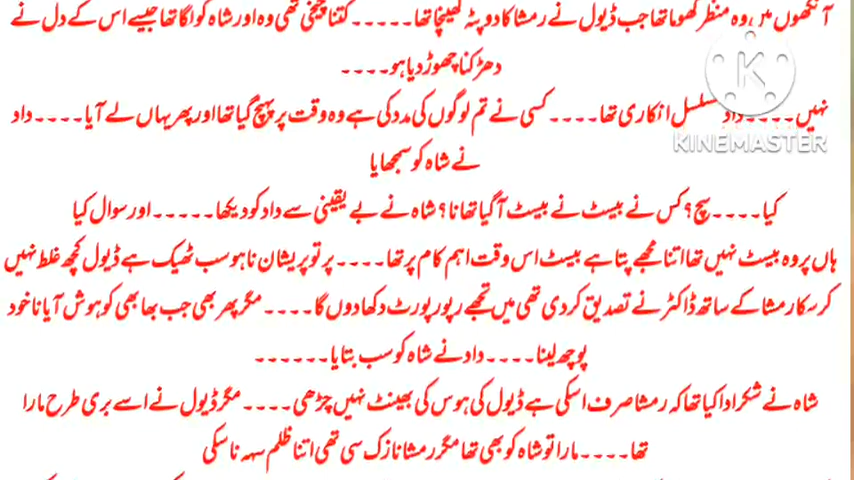 آنکھوں میں وہ منظر گھوما تھا جب ڈیول نے رمشا کا دوپٹہ کھینچا تھا۔۔۔۔۔ کتنا چیخی تھی وہ اور شاہ کو لگا تھا جیسے اس کے دل نے
دھڑکنا چھوڑ دیا ہو۔۔۔۔
نہیں۔۔۔۔ داد مسلسل انکاری تھا۔۔۔۔ کسی نے تم لوگوں کی مدد کی ہے وہ وقت پر پہنچ گیا تھا اور پھر یہاں لے آیا۔۔۔۔ داد
نے شاہ کو سمجھایا
کیا۔۔۔۔ سچ؟ کس نے بیسٹ نے بیسٹ آ گیا تھا نا؟ شاہ نے بے یقینی سے داد کو دیکھا۔۔۔۔۔ اور سوال کیا
ہاں پر وہ بیسٹ نہیں تھا اتنا مجھے پتا ہے بیسٹ اس وقت اہم کام پر تھا۔۔۔۔ پر تو پریشان نا ہو سب ٹھیک ہے ڈیول کچھ غلط نہیں
کر سکا رمشا کے ساتھ ڈاکٹر نے تصدیق کر دی تھی میں تجھے رپورٹ دکھا دوں گا۔۔۔۔ مگر پھر بھی جب بھابھی کو ہوش آیا نا خود
پوچھ لینا۔۔۔۔ داد نے شاہ کو سب بتایا۔۔۔۔۔۔
شاہ نے شکر ادا کیا تھا کہ رمشا صرف اسکی ہے ڈیول کی ہوس کی بھینٹ نہیں چڑھی۔۔۔۔ مگر ڈیول نے اسے بری طرح مارا
تھا۔۔۔۔ مارا تو شاہ کو بھی تھا مگر رمشا نازک سی تھی اتنا ظلم سہہ نا سکی
KINEMASTER